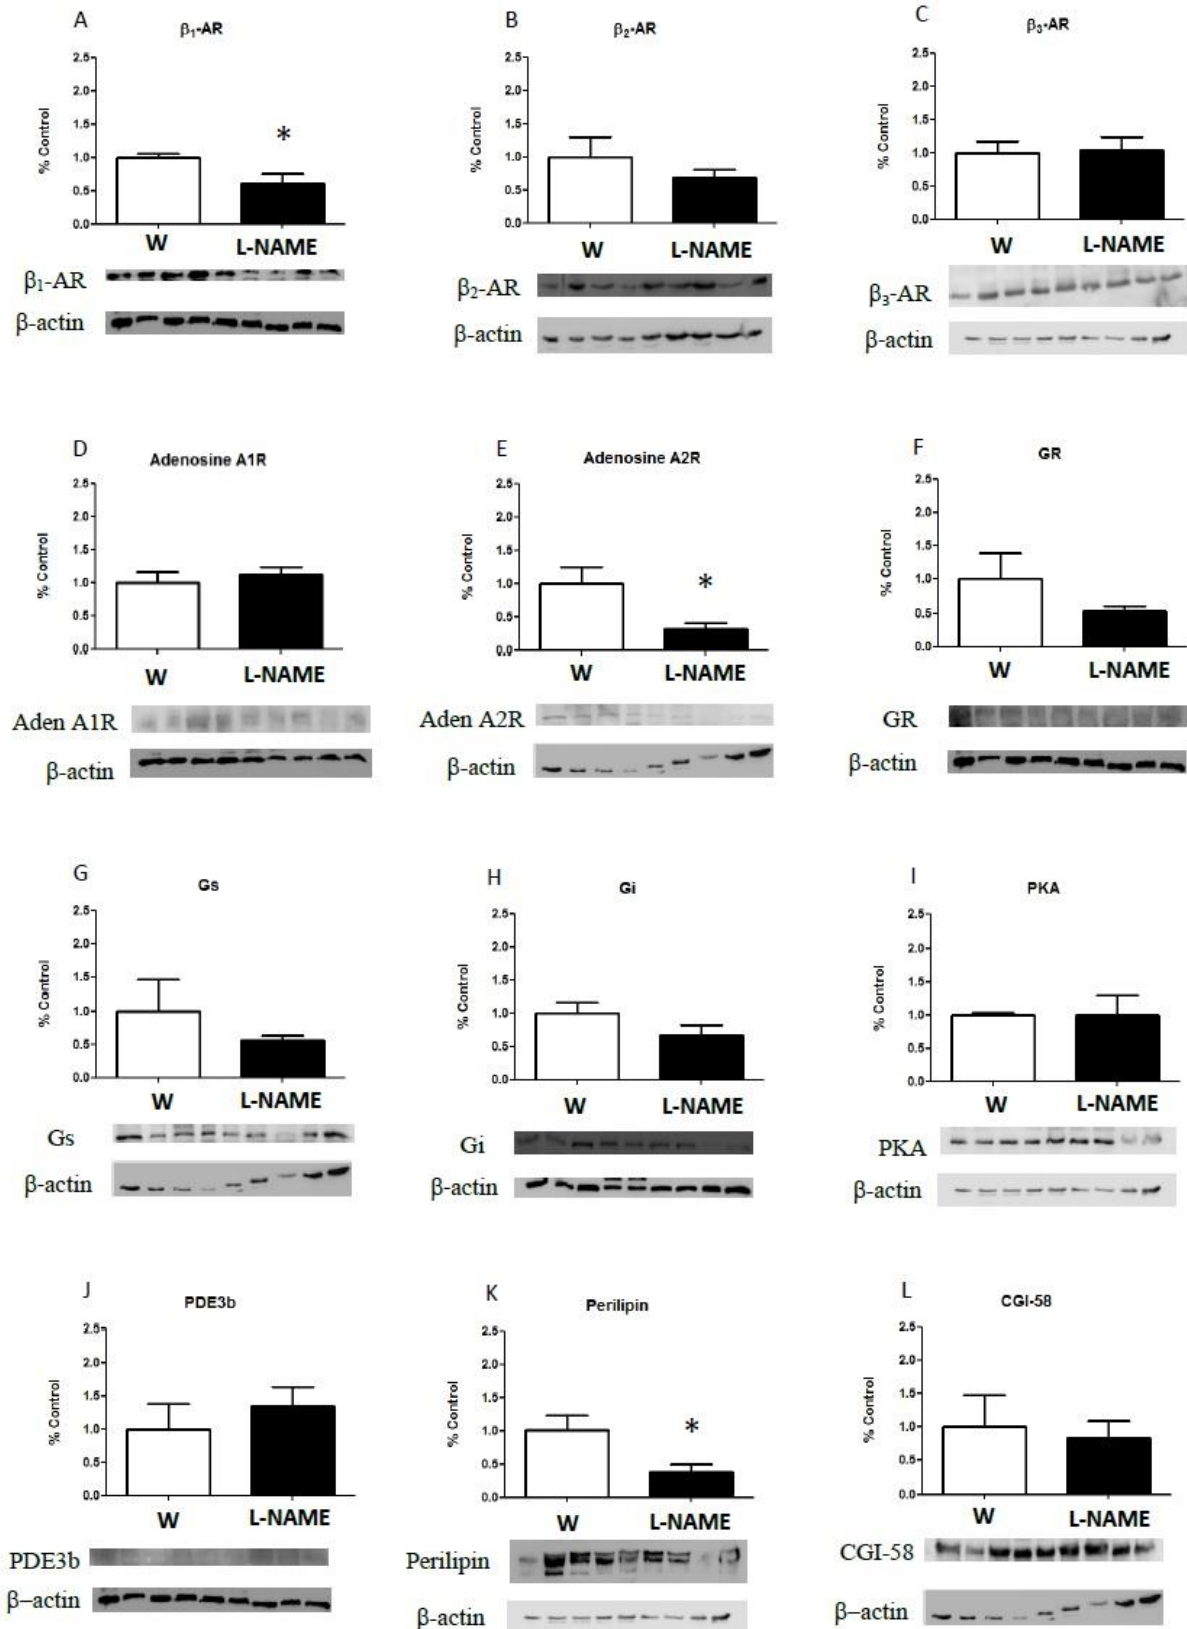 A
β₁-AR
% Control
2.5
2.0
1.5
1.0
0.5
0.0
*
W L-NAME
β₁-AR
β-actin
B
β₂-AR
% Control
2.5
2.0
1.5
1.0
0.5
0.0
W L-NAME
β₂-AR
β-actin
C
β₃-AR
% Control
2.5
2.0
1.5
1.0
0.5
0.0
W L-NAME
β₃-AR
β-actin
D
Adenosine A1R
% Control
2.5
2.0
1.5
1.0
0.5
0.0
W L-NAME
Aden A1R
β-actin
E
Adenosine A2R
% Control
2.5
2.0
1.5
1.0
0.5
0.0
*
W L-NAME
Aden A2R
β-actin
F
GR
% Control
2.5
2.0
1.5
1.0
0.5
0.0
W L-NAME
GR
β-actin
G
Gs
% Control
2.5
2.0
1.5
1.0
0.5
0.0
W L-NAME
Gs
β-actin
H
Gi
% Control
2.5
2.0
1.5
1.0
0.5
0.0
W L-NAME
Gi
β-actin
I
PKA
% Control
2.5
2.0
1.5
1.0
0.5
0.0
W L-NAME
PKA
β-actin
J
PDE3b
% Control
2.5
2.0
1.5
1.0
0.5
0.0
W L-NAME
PDE3b
β–actin
K
Perilipin
% Control
2.5
2.0
1.5
1.0
0.5
0.0
*
W L-NAME
Perilipin
β-actin
L
CGI-58
% Control
2.5
2.0
1.5
1.0
0.5
0.0
W L-NAME
CGI-58
β–actin